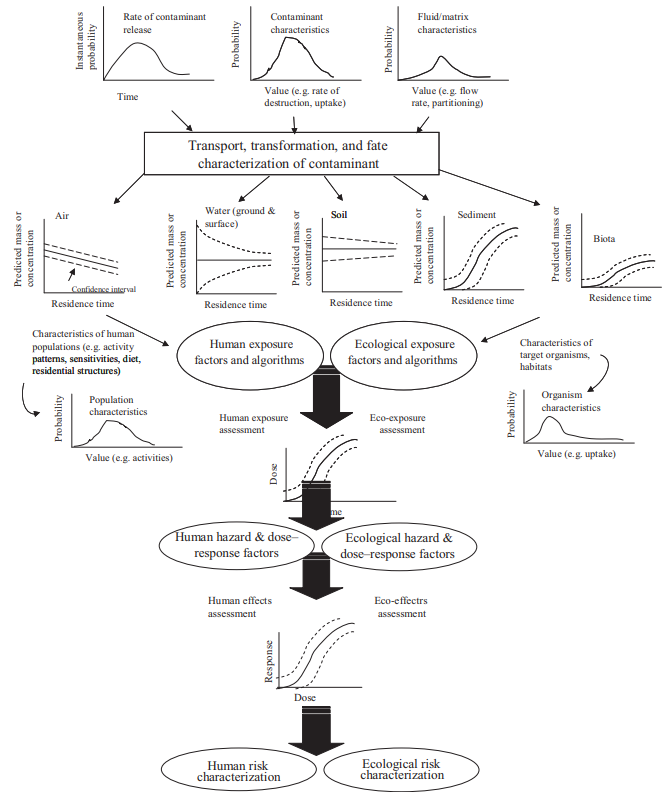 Rate of contaminant
release
Instantaneous
probability
Time
Contaminant
characteristics
Probability
Value (e.g. rate of
destruction, uptake)
Fluid/matrix
characteristics
Probability
Value (e.g. flow
rate, partitioning)
Transport, transformation, and fate
characterization of contaminant
Air
Predicted mass or
concentration
Confidence interval
Residence time
Water (ground &
surface)
Predicted mass or
concentration
Residence time
Soil
Predicted mass or
concentration
Residence time
Sediment
Predicted mass or
concentration
Residence time
Biota
Predicted mass or
concentration
Residence time
Characteristics of human
populations (e.g. activity
patterns, sensitivities, diet,
residential structures)
Human exposure
factors and algorithms
Ecological exposure
factors and algorithms
Characteristics of
target organisms,
habitats
Population
characteristics
Probability
Value (e.g. activities)
Organism
characteristics
Probability
Value (e.g. uptake)
Human exposure
assessment
Eco-exposure
assessment
Dose
me
Human hazard & dose–
response factors
Ecological hazard &
dose–response factors
Human effects
assessment
Eco-effectrs
assessment
Response
Dose
Human risk
characterization
Ecological risk
characterization